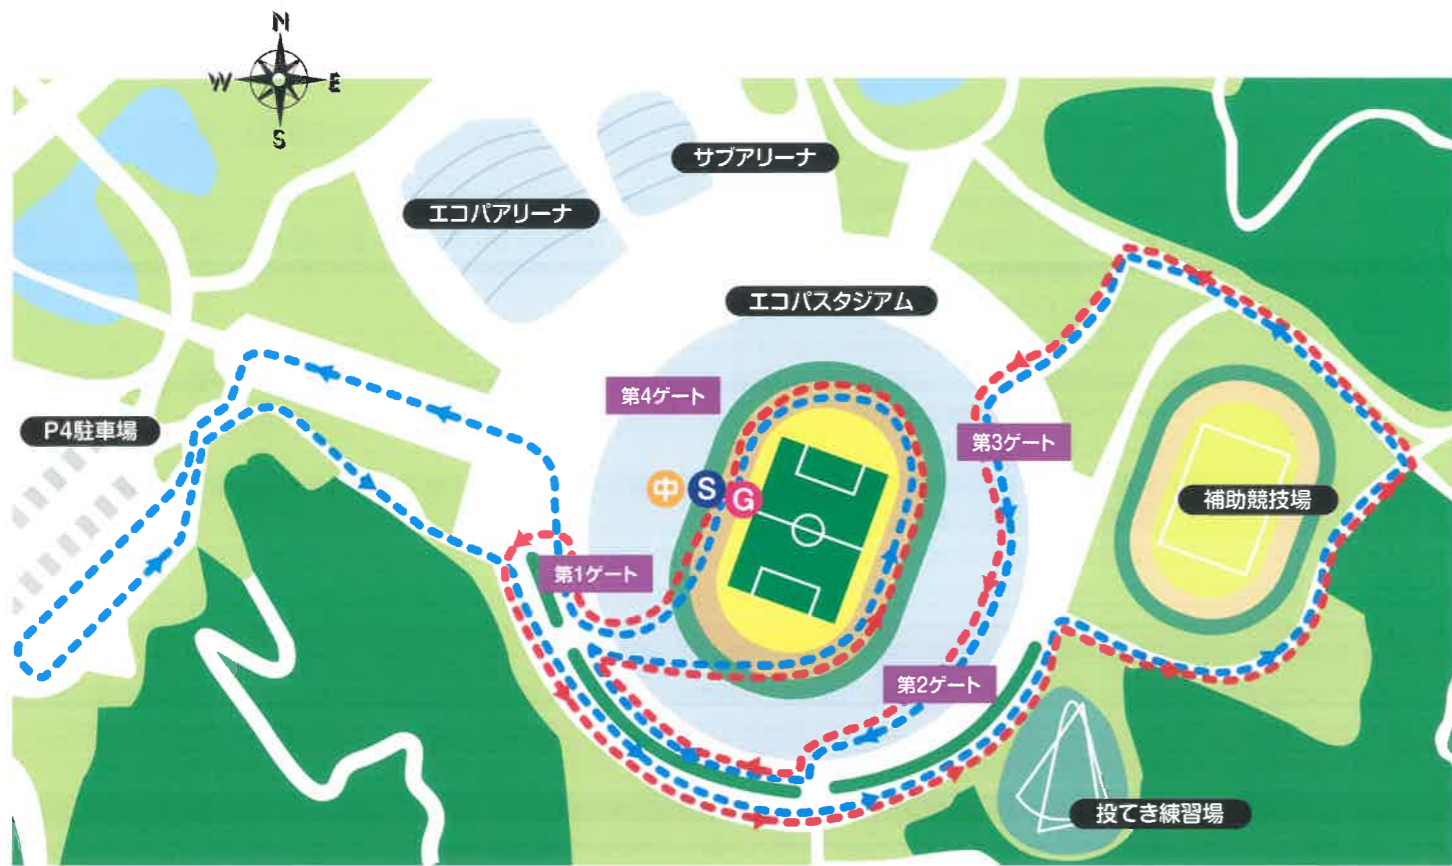 N
W
E
S
サブアリーナ
エコパアリーナ
エコパスタジアム
第4ゲート
P4駐車場
第3ゲート
中
S
G
補助競技場
第1ゲート
第2ゲート
投てき練習場